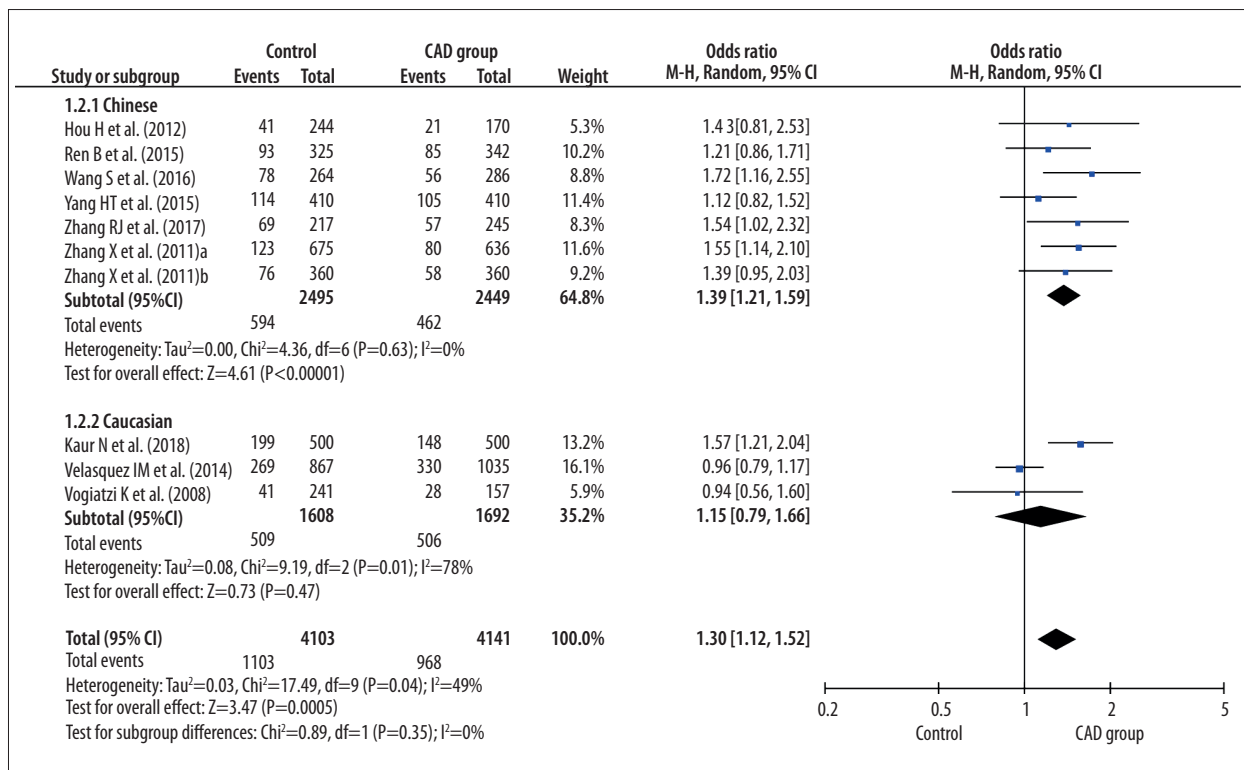 Control CAD group Odds ratio Odds ratio
Study or subgroup Events Total Events Total Weight M-H, Random, 95% CI M-H, Random, 95% CI
1.2.1 Chinese
Hou H et al. (2012) 41 244 21 170 5.3% 1.4 3[0.81, 2.53]
Ren B et al. (2015) 93 325 85 342 10.2% 1.21 [0.86, 1.71]
Wang S et al. (2016) 78 264 56 286 8.8% 1.72 [1.16, 2.55]
Yang HT et al. (2015) 114 410 105 410 11.4% 1.12 [0.82, 1.52]
Zhang RJ et al. (2017) 69 217 57 245 8.3% 1.54 [1.02, 2.32]
Zhang X et al. (2011)a 123 675 80 636 11.6% 1 55 [1.14, 2.10]
Zhang X et al. (2011)b 76 360 58 360 9.2% 1.39 [0.95, 2.03]
Subtotal (95%CI) 2495 2449 64.8% 1.39 [1.21, 1.59]
Total events 594 462
Heterogeneity: Tau²=0.00, Chi²=4.36, df=6 (P=0.63); I²=0%
Test for overall effect: Z=4.61 (P<0.00001)
1.2.2 Caucasian
Kaur N et al. (2018) 199 500 148 500 13.2% 1.57 [1.21, 2.04]
Velasquez IM et al. (2014) 269 867 330 1035 16.1% 0.96 [0.79, 1.17]
Vogiatzi K et al. (2008) 41 241 28 157 5.9% 0.94 [0.56, 1.60]
Subtotal (95%CI) 1608 1692 35.2% 1.15 [0.79, 1.66]
Total events 509 506
Heterogeneity: Tau²=0.08, Chi²=9.19, df=2 (P=0.01); I²=78%
Test for overall effect: Z=0.73 (P=0.47)
Total (95% CI) 4103 4141 100.0% 1.30 [1.12, 1.52]
Total events 1103 968
Heterogeneity: Tau²=0.03, Chi²=17.49, df=9 (P=0.04); I²=49%
Test for overall effect: Z=3.47 (P=0.0005)
Test for subgroup differences: Chi²=0.89, df=1 (P=0.35); I²=0%
0.2 0.5 1 2 5
Control CAD group